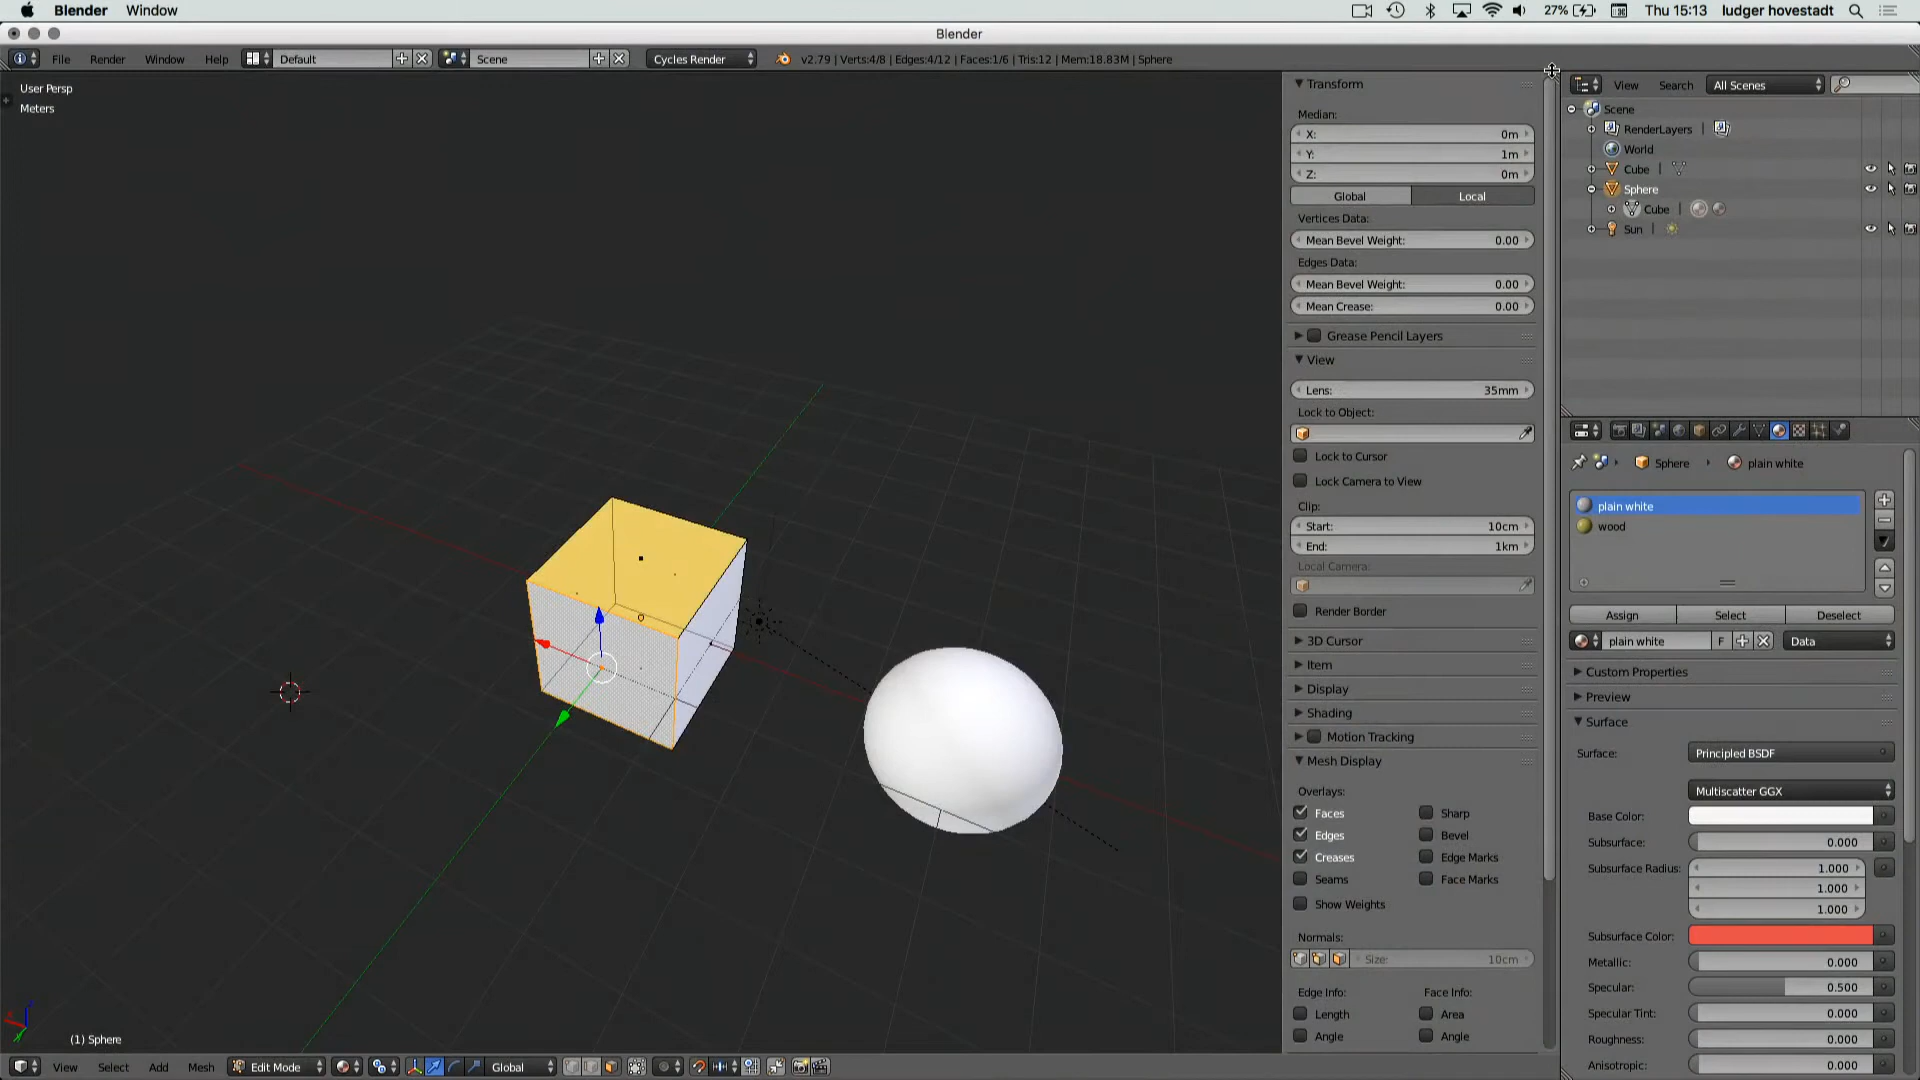 Blender Window 27% Thu 15:13 ludger hovestadt
Blender
File Render Window Help Default Scene Cycles Render v2.79 | Verts:4/8 | Edges:4/12 | Faces:1/6 | Tris:12 | Mem:18.83M | Sphere
User Persp
Meters
(1) Sphere
View Select Add Mesh Edit Mode Global
Transform
Median:
X: 0m
Y: 1m
Z: 0m
Global Local
Vertices Data:
Mean Bevel Weight: 0.00
Edges Data:
Mean Bevel Weight: 0.00
Mean Crease: 0.00
Grease Pencil Layers
View
Lens: 35mm
Lock to Object:
Lock to Cursor
Lock Camera to View
Clip:
Start: 10cm
End: 1km
Local Camera:
Render Border
3D Cursor
Item
Display
Shading
Motion Tracking
Mesh Display
Overlays:
Faces Sharp
Edges Bevel
Creases Edge Marks
Seams Face Marks
Show Weights
Normals:
Size: 10cm
Edge Info: Face Info:
Length Area
Angle Angle
View Search All Scenes
Scene
RenderLayers |
World
Cube |
Sphere
Cube |
Sun |
Sphere plain white
plain white
wood
Assign Select Deselect
plain white F Data
Custom Properties
Preview
Surface
Surface: Principled BSDF
Multiscatter GGX
Base Color:
Subsurface: 0.000
Subsurface Radius: 1.000
1.000
1.000
Subsurface Color:
Metallic: 0.000
Specular: 0.500
Specular Tint: 0.000
Roughness: 0.000
Anisotropic: 0.000